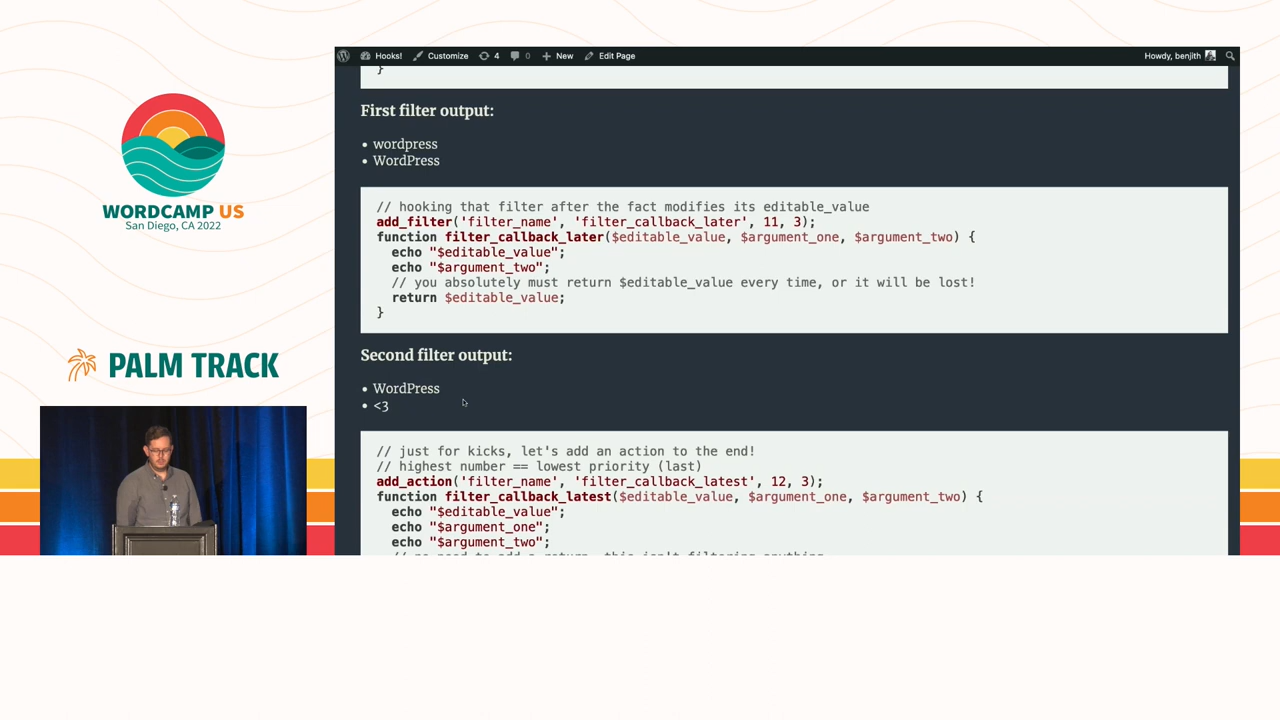 WORDCAMP US
San Diego, CA 2022
PALM TRACK
Hooks! Customize 4 0 New Edit Page Howdy, benjith
}
First filter output:
• wordpress
• WordPress
// hooking that filter after the fact modifies its editable_value
add_filter('filter_name', 'filter_callback_later', 11, 3);
function filter_callback_later($editable_value, $argument_one, $argument_two) {
echo "$editable_value";
echo "$argument_two";
// you absolutely must return $editable_value every time, or it will be lost!
return $editable_value;
}
Second filter output:
• WordPress
• <3
// just for kicks, let's add an action to the end!
// highest number == lowest priority (last)
add_action('filter_name', 'filter_callback_latest', 12, 3);
function filter_callback_latest($editable_value, $argument_one, $argument_two) {
echo "$editable_value";
echo "$argument_one";
echo "$argument_two";